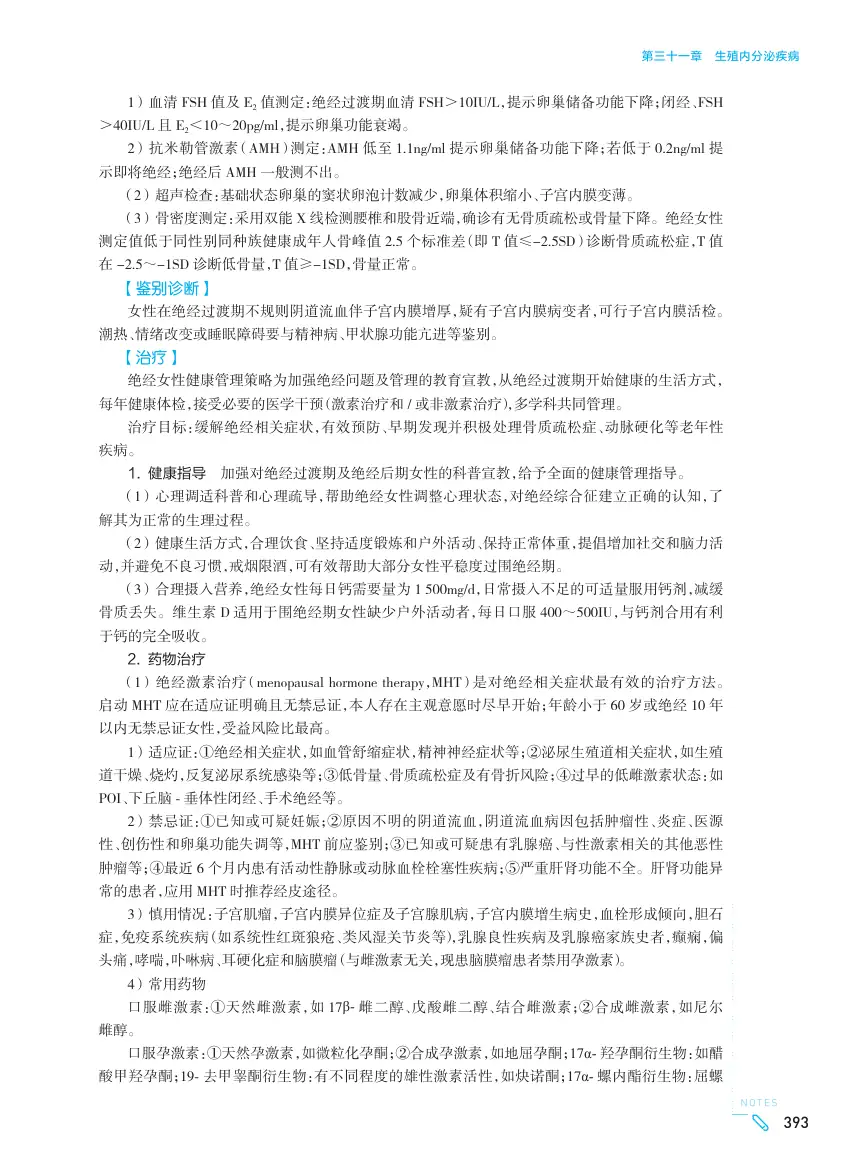 第三十一章 生殖内分泌疾病
1）血清 FSH 值及 E₂ 值测定：绝经过渡期血清 FSH＞10IU/L，提示卵巢储备功能下降；闭经、FSH
＞40IU/L 且 E₂＜10～20pg/ml，提示卵巢功能衰竭。
2）抗米勒管激素（AMH）测定：AMH 低至 1.1ng/ml 提示卵巢储备功能下降；若低于 0.2ng/ml 提
示即将绝经；绝经后 AMH 一般测不出。
（2）超声检查：基础状态卵巢的窦状卵泡计数减少，卵巢体积缩小、子宫内膜变薄。
（3）骨密度测定：采用双能 X 线检测腰椎和股骨近端，确诊有无骨质疏松或骨量下降。绝经女性
测定值低于同性别同种族健康成年人骨峰值 2.5 个标准差（即 T 值≤–2.5SD）诊断骨质疏松症，T 值
在 –2.5～–1SD 诊断低骨量，T 值≥–1SD，骨量正常。
【鉴别诊断】
女性在绝经过渡期不规则阴道流血伴子宫内膜增厚，疑有子宫内膜病变者，可行子宫内膜活检。
潮热、情绪改变或睡眠障碍要与精神病、甲状腺功能亢进等鉴别。
【治疗】
绝经女性健康管理策略为加强绝经问题及管理的教育宣教，从绝经过渡期开始健康的生活方式，
每年健康体检，接受必要的医学干预（激素治疗和 / 或非激素治疗），多学科共同管理。
治疗目标：缓解绝经相关症状，有效预防、早期发现并积极处理骨质疏松症、动脉硬化等老年性
疾病。
1. 健康指导 加强对绝经过渡期及绝经后期女性的科普宣教，给予全面的健康管理指导。
（1）心理调适科普和心理疏导，帮助绝经女性调整心理状态，对绝经综合征建立正确的认知，了
解其为正常的生理过程。
（2）健康生活方式，合理饮食、坚持适度锻炼和户外活动、保持正常体重，提倡增加社交和脑力活
动，并避免不良习惯，戒烟限酒，可有效帮助大部分女性平稳度过围绝经期。
（3）合理摄入营养，绝经女性每日钙需要量为 1 500mg/d，日常摄入不足的可适量服用钙剂，减缓
骨质丢失。维生素 D 适用于围绝经期女性缺少户外活动者，每日口服 400～500IU，与钙剂合用有利
于钙的完全吸收。
2. 药物治疗
（1）绝经激素治疗（menopausal hormone therapy，MHT）是对绝经相关症状最有效的治疗方法。
启动 MHT 应在适应证明确且无禁忌证，本人存在主观意愿时尽早开始；年龄小于 60 岁或绝经 10 年
以内无禁忌证女性，受益风险比最高。
1）适应证：①绝经相关症状，如血管舒缩症状，精神神经症状等；②泌尿生殖道相关症状，如生殖
道干燥、烧灼，反复泌尿系统感染等；③低骨量、骨质疏松症及有骨折风险；④过早的低雌激素状态：如
POI、下丘脑 - 垂体性闭经、手术绝经等。
2）禁忌证：①已知或可疑妊娠；②原因不明的阴道流血，阴道流血病因包括肿瘤性、炎症、医源
性、创伤性和卵巢功能失调等，MHT 前应鉴别；③已知或可疑患有乳腺癌、与性激素相关的其他恶性
肿瘤等；④最近 6 个月内患有活动性静脉或动脉血栓栓塞性疾病；⑤严重肝肾功能不全。肝肾功能异
常的患者，应用 MHT 时推荐经皮途径。
3）慎用情况：子宫肌瘤，子宫内膜异位症及子宫腺肌病，子宫内膜增生病史，血栓形成倾向，胆石
症，免疫系统疾病（如系统性红斑狼疮、类风湿关节炎等），乳腺良性疾病及乳腺癌家族史者，癫痫，偏
头痛，哮喘，卟啉病、耳硬化症和脑膜瘤（与雌激素无关，现患脑膜瘤患者禁用孕激素）。
4）常用药物
口服雌激素：①天然雌激素，如 17β- 雌二醇、戊酸雌二醇、结合雌激素；②合成雌激素，如尼尔
雌醇。
口服孕激素：①天然孕激素，如微粒化孕酮；②合成孕激素，如地屈孕酮；17α- 羟孕酮衍生物：如醋
酸甲羟孕酮；19- 去甲睾酮衍生物：有不同程度的雄性激素活性，如炔诺酮；17α- 螺内酯衍生物：屈螺
NOTES
393